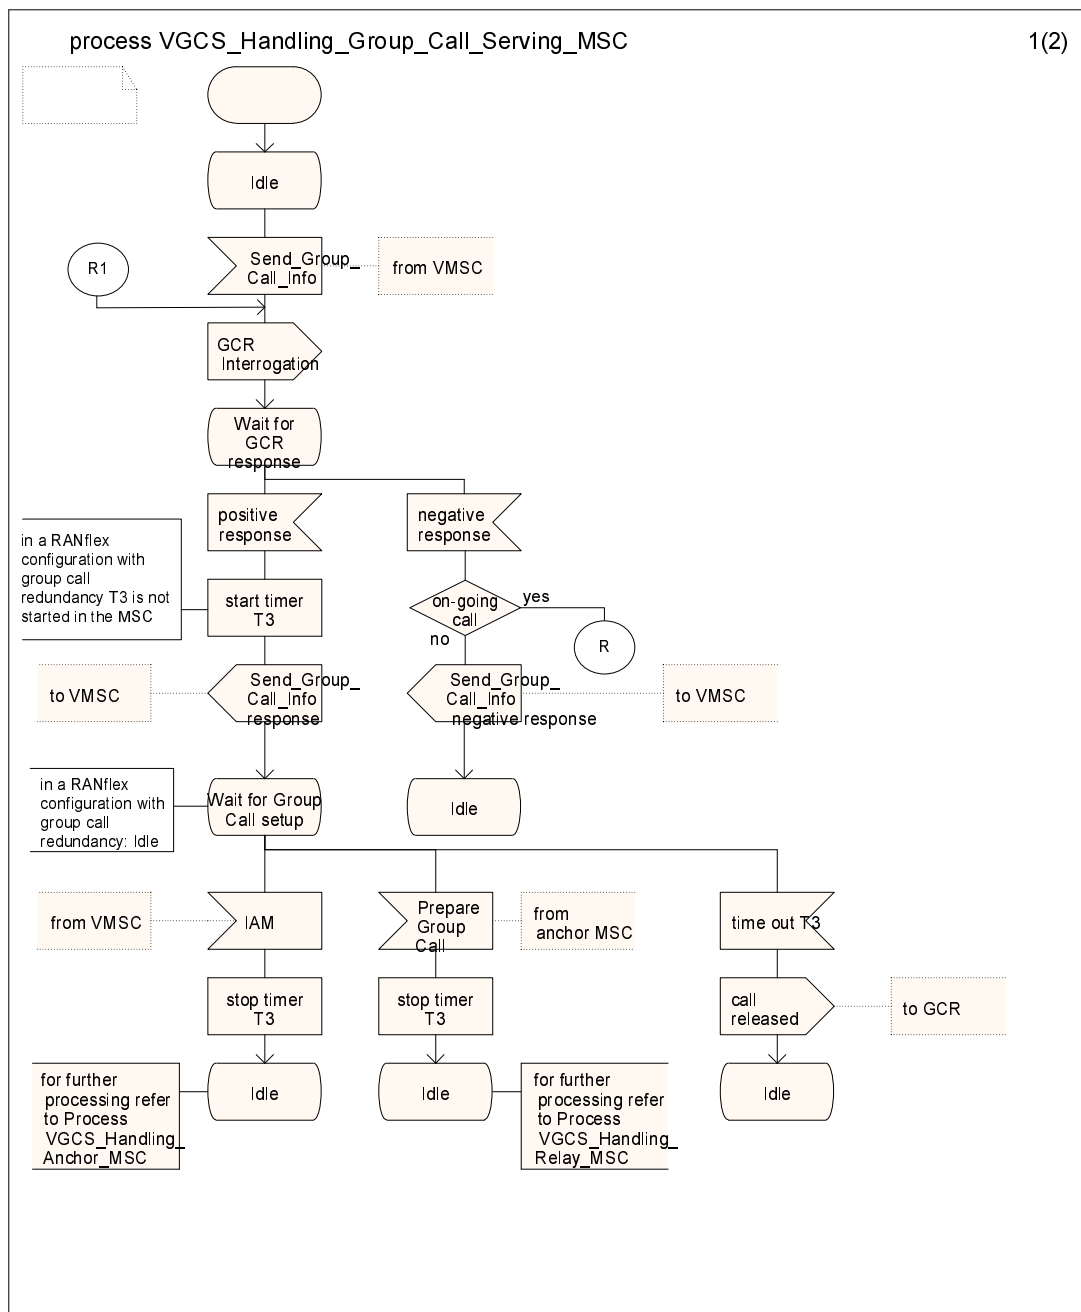 process VGCS_Handling_Group_Call_Serving_MSC
1(2)
Idle
Send_Group_
Call_Info
from VMSC
R1
GCR
Interrogation
Wait for
GCR
response
positive
response
negative
response
in a RANflex
configuration with
group call
redundancy T3 is not
started in the MSC
start timer
T3
on-going
call
yes
no
R
to VMSC
Send_Group_
Call_Info
response
Send_Group_
Call_Info
negative response
to VMSC
in a RANflex
configuration with
group call
redundancy: Idle
Wait for Group
Call setup
Idle
from VMSC
IAM
Prepare
Group
Call
from
anchor MSC
time out T3
stop timer
T3
stop timer
T3
call
released
to GCR
for further
processing refer
to Process
VGCS_Handling_
Anchor_MSC
Idle
Idle
for further
processing refer
to Process
VGCS_Handling_
Relay_MSC
Idle